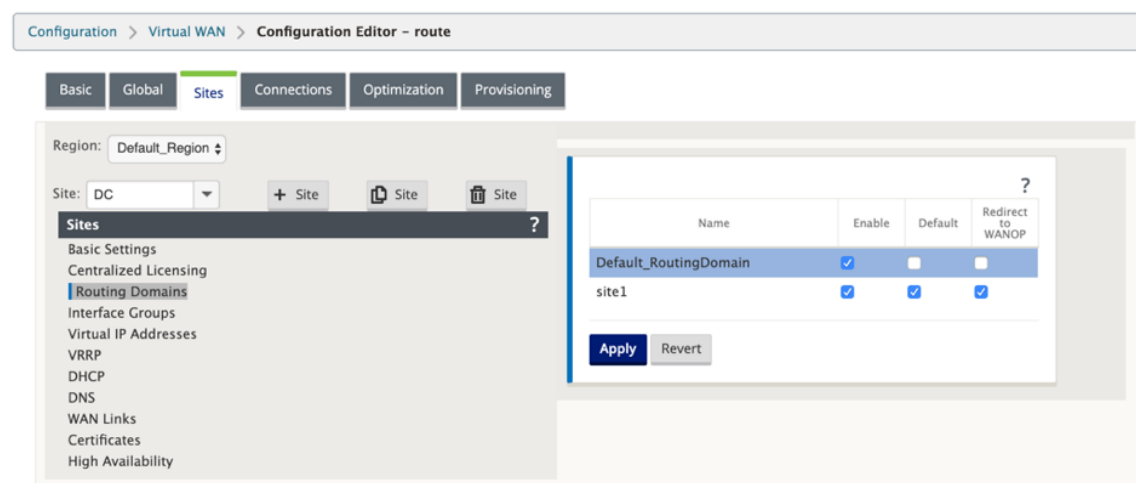 Configuration > Virtual WAN > Configuration Editor – route
Basic Global Sites Connections Optimization Provisioning
Region: Default_Region
Site: DC + Site Site Site
Sites ?
Basic Settings
Centralized Licensing
Routing Domains
Interface Groups
Virtual IP Addresses
VRRP
DHCP
DNS
WAN Links
Certificates
High Availability
?
Name Enable Default Redirect
to
WANOP
Default_RoutingDomain
site1
Apply Revert